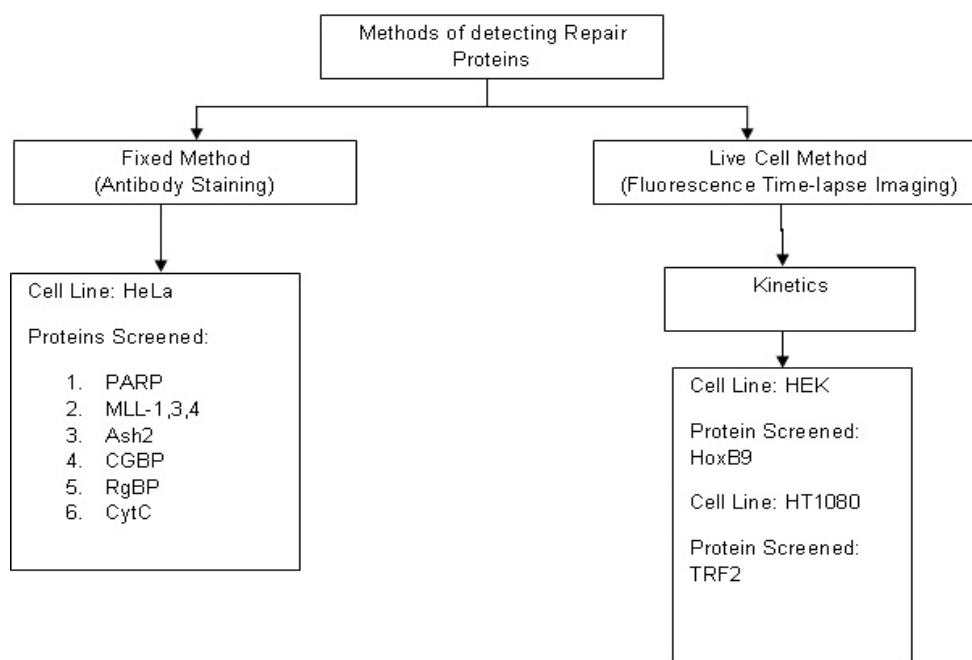 Methods of detecting Repair
Proteins
Fixed Method
(Antibody Staining)
Live Cell Method
(Fluorescence Time-lapse Imaging)
Cell Line: HeLa
Proteins Screened:
1. PARP
2. MLL-1,3,4
3. Ash2
4. CGBP
5. RgBP
6. CytC
Kinetics
Cell Line: HEK
Protein Screened:
HoxB9
Cell Line: HT1080
Protein Screened:
TRF2